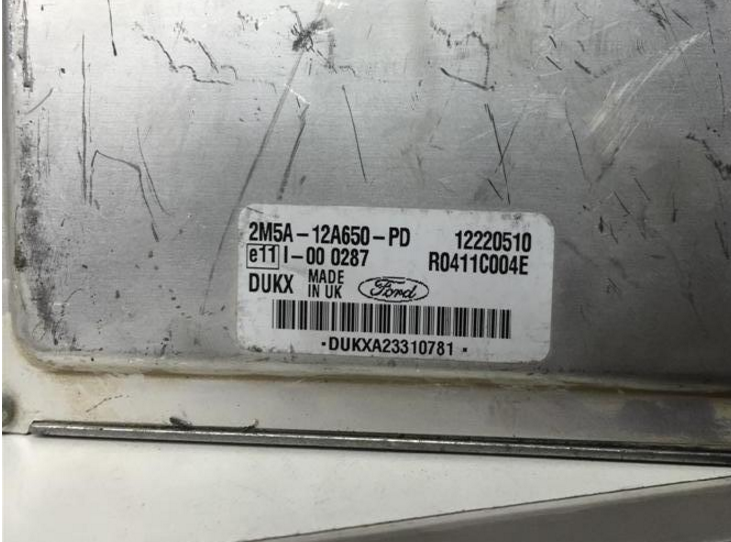 2M5A-12A650-PD 12220510
e11 I-00 0287 R0411C004E
DUKX MADE IN UK Ford
·DUKXA23310781·